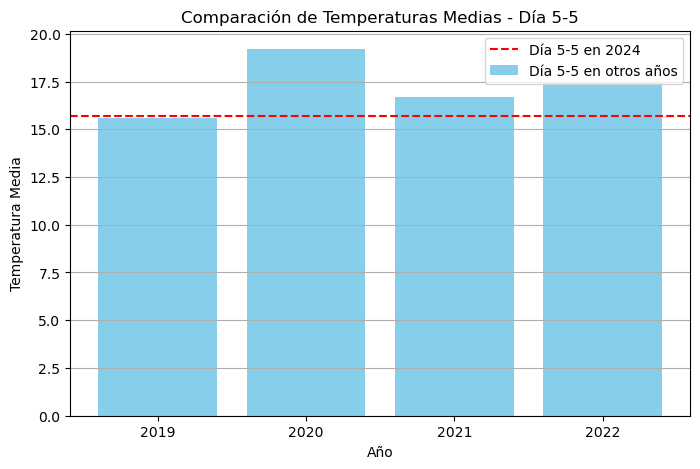 Comparación de Temperaturas Medias - Día 5-5
20.0
17.5
15.0
12.5
10.0
7.5
5.0
2.5
0.0
Temperatura Media
Día 5-5 en 2024
Día 5-5 en otros años
2019 2020 2021 2022
Año